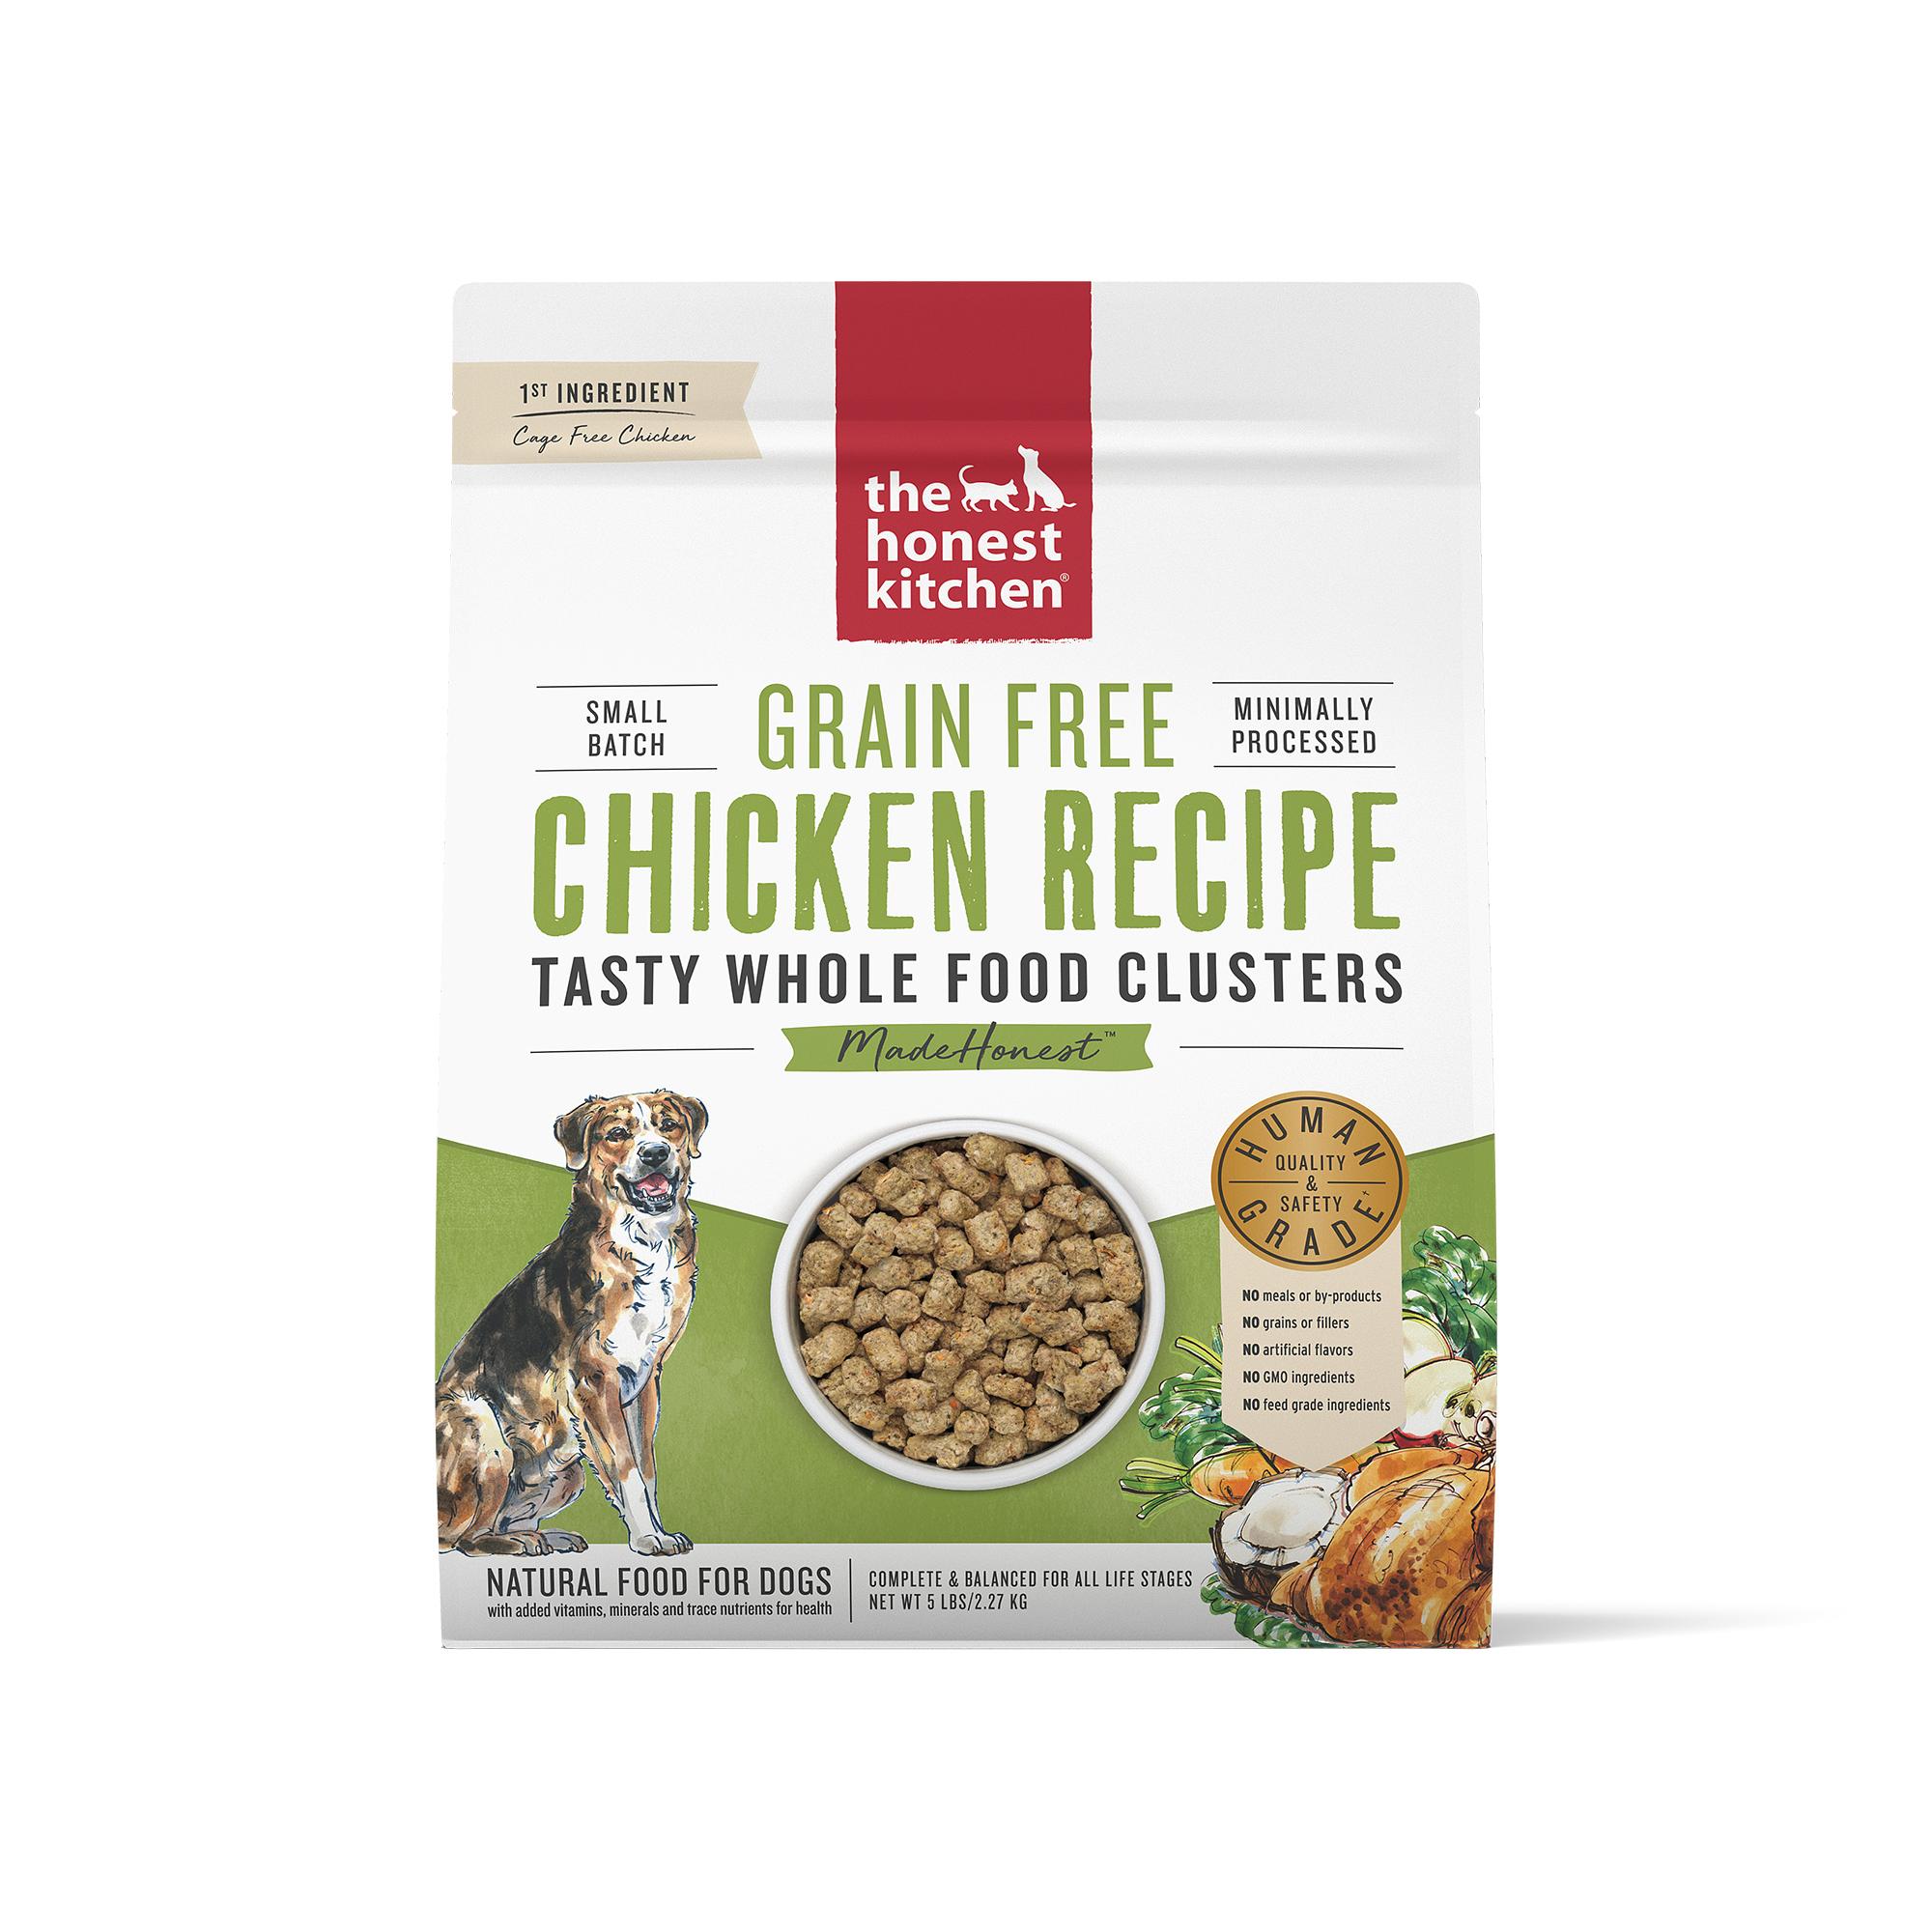 1ST INGREDIENT
Cage Free Chicken
the
honest
kitchen®
SMALL
BATCH
GRAIN FREE
MINIMALLY
PROCESSED
CHICKEN RECIPE
TASTY WHOLE FOOD CLUSTERS
MadeHonest™
HUMAN
QUALITY
&
SAFETY
GRADE+
NO meals or by-products
NO grains or fillers
NO artificial flavors
NO GMO ingredients
NO feed grade ingredients
NATURAL FOOD FOR DOGS
with added vitamins, minerals and trace nutrients for health
COMPLETE & BALANCED FOR ALL LIFE STAGES
NET WT 5 LBS/2.27 KG